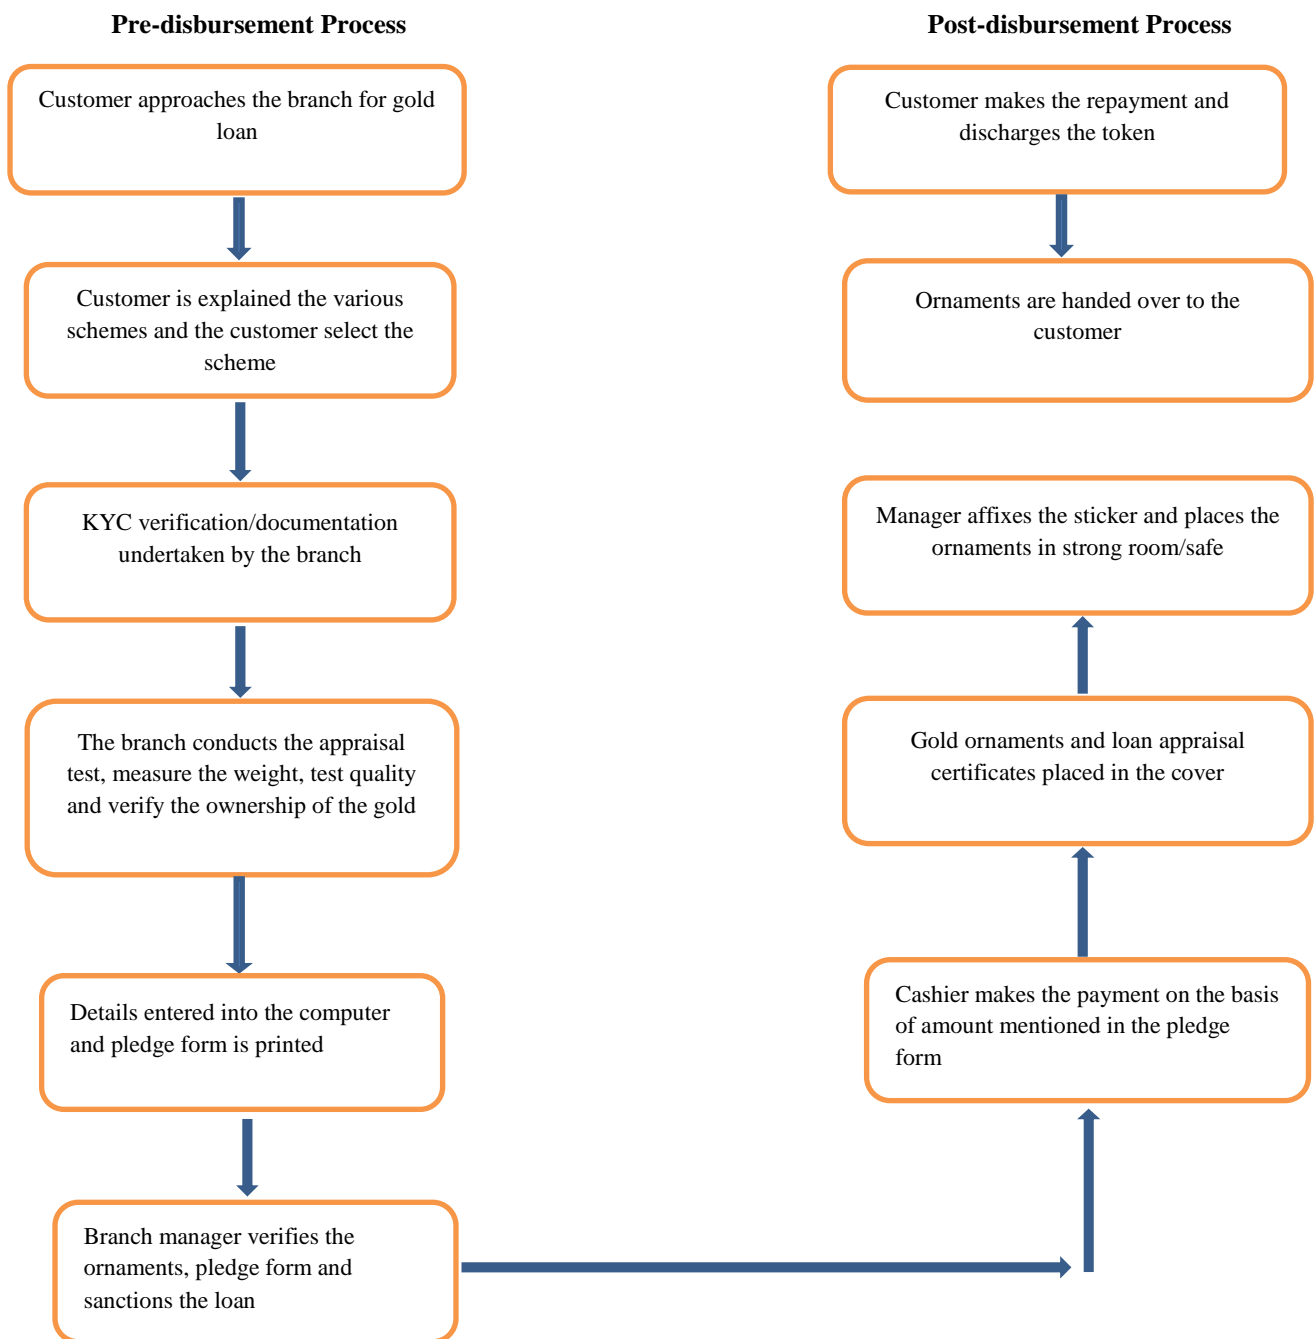 Pre-disbursement Process
Customer approaches the branch for gold
loan
Customer is explained the various
schemes and the customer select the
scheme
KYC verification/documentation
undertaken by the branch
The branch conducts the appraisal
test, measure the weight, test quality
and verify the ownership of the gold
Details entered into the computer
and pledge form is printed
Branch manager verifies the
ornaments, pledge form and
sanctions the loan
Post-disbursement Process
Customer makes the repayment and
discharges the token
Ornaments are handed over to the
customer
Manager affixes the sticker and places the
ornaments in strong room/safe
Gold ornaments and loan appraisal
certificates placed in the cover
Cashier makes the payment on the basis
of amount mentioned in the pledge
form